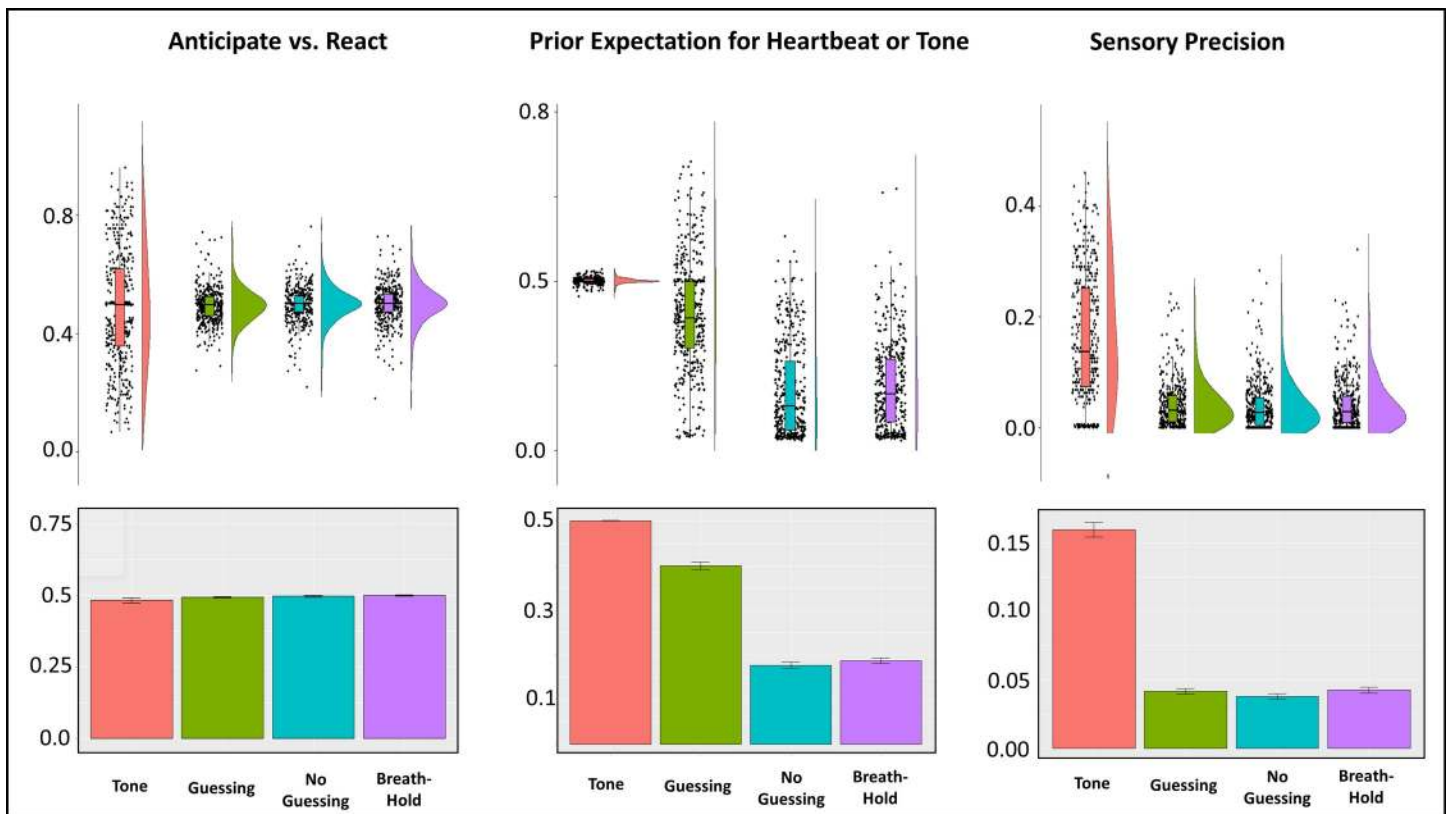 Anticipate vs. React
Prior Expectation for Heartbeat or Tone
Sensory Precision
0.8
0.4
0.0
0.8
0.5
0.0
0.4
0.2
0.0
0.75
0.5
0.25
0.0
0.5
0.3
0.1
0.15
0.10
0.05
0.00
Tone
Guessing
No
Guessing
Breath-
Hold
Tone
Guessing
No
Guessing
Breath-
Hold
Tone
Guessing
No
Guessing
Breath-
Hold